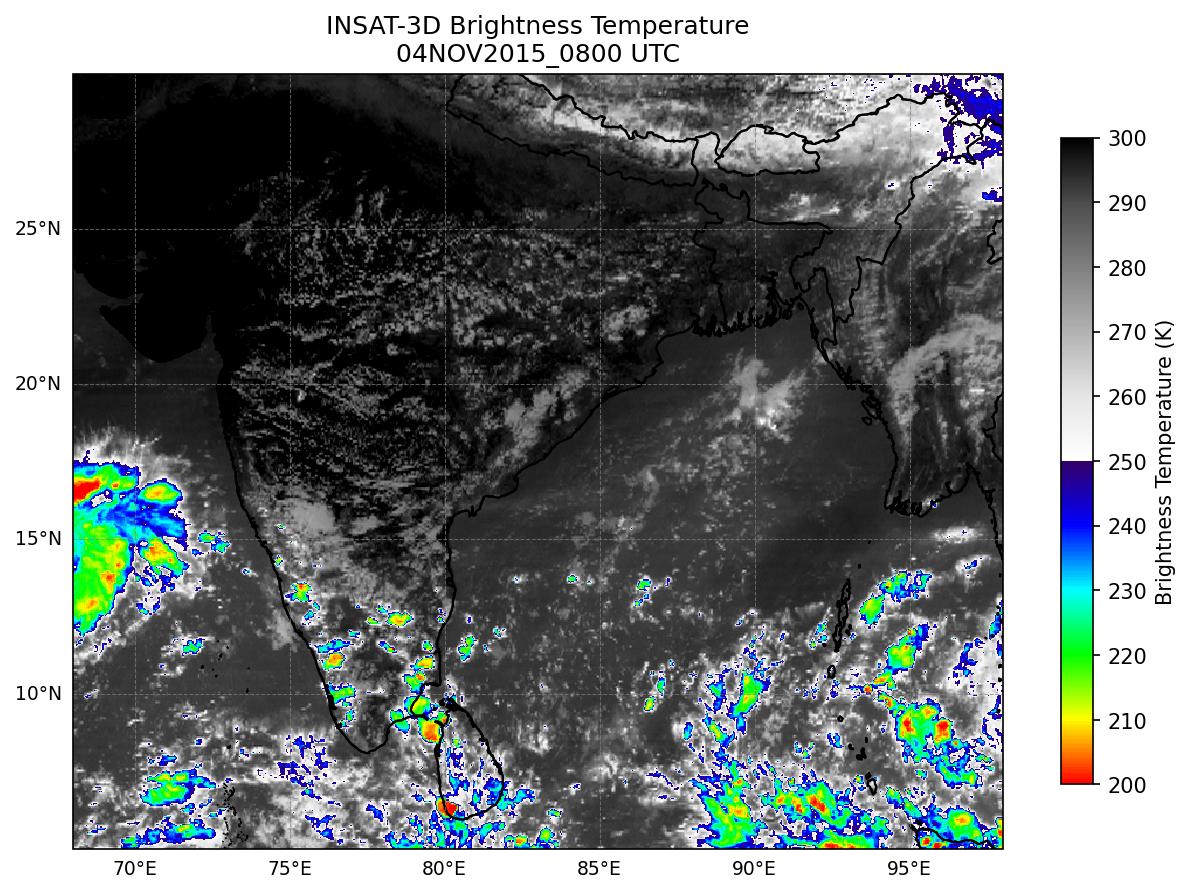 INSAT-3D Brightness Temperature
04NOV2015_0800 UTC
25°N
20°N
15°N
10°N
70°E
75°E
80°E
85°E
90°E
95°E
300
290
280
270
260
250
240
230
220
210
200
Brightness Temperature (K)